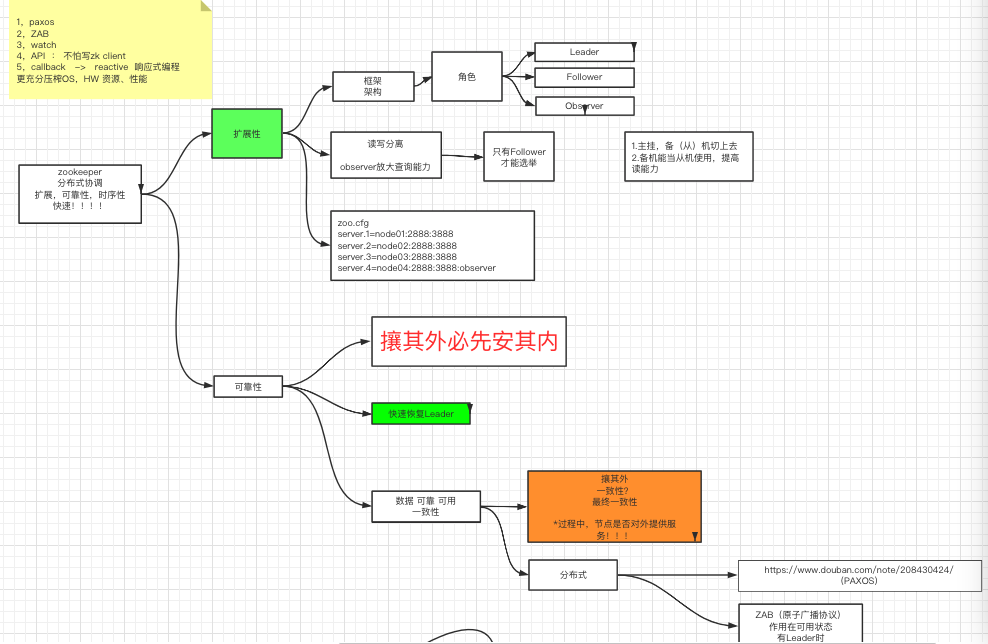 1，paxos
2，ZAB
3，watch
4，API ： 不怕写zk client
5，callback -> reactive 响应式编程
更充分压榨OS，HW 资源、性能
Leader
Follower
Observer
角色
框架
架构
扩展性
读写分离
observer放大查询能力
只有Follower
才能选举
1.主挂，备（从）机切上去
2.备机能当从机使用，提高
读能力
zookeeper
分布式协调
扩展，可靠性，时序性
快速！！！！
zoo.cfg
server.1=node01:2888:3888
server.2=node02:2888:3888
server.3=node03:2888:3888
server.4=node04:2888:3888:observer
攘其外必先安其内
可靠性
快速恢复Leader
数据 可靠 可用
一致性
攘其外
一致性?
最终一致性
*过程中，节点是否对外提供服
务！！！
分布式
https://www.douban.com/note/208430424/
(PAXOS)
ZAB（原子广播协议）
作用在可用状态
有Leader时